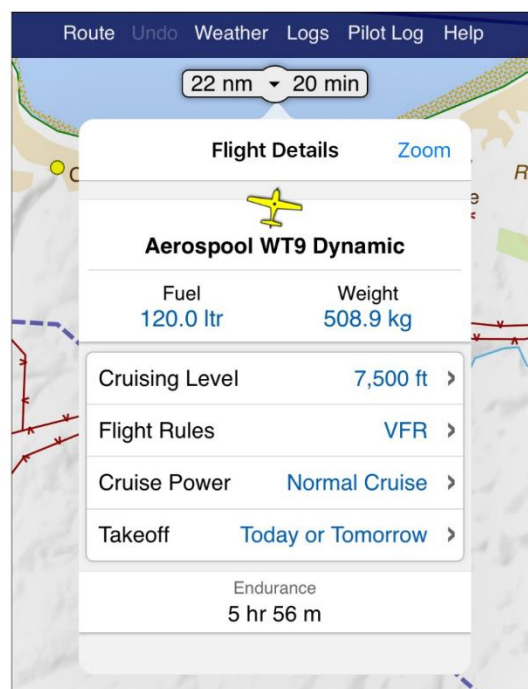 Route Undo Weather Logs Pilot Log Help
22 nm 20 min
Flight Details Zoom
Aerospool WT9 Dynamic
Fuel Weight
120.0 ltr 508.9 kg
Cruising Level 7,500 ft
Flight Rules VFR
Cruise Power Normal Cruise
Takeoff Today or Tomorrow
Endurance
5 hr 56 m